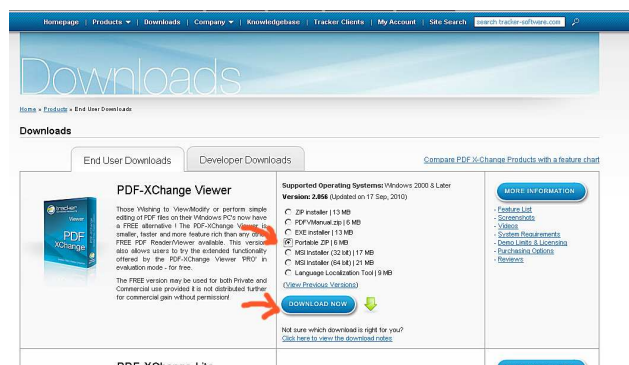 Homepage | Products | Downloads | Company | Knowledgebase | Tracker Clients | My Account | Site Search search tracker-software.com
Downloads
Home » Products » End User Downloads
Downloads
End User Downloads
Developer Downloads
Compare PDF X-Change Products with a feature chart
tracker
Viewer
PDF
XChange
PDF-XChange Viewer
Those Wishing to View/Modify or perform simple
editing of PDF files on their Windows PC's now have
a FREE alternative ! The PDF-XChange Viewer is
smaller, faster and more feature rich than any other
FREE PDF Reader/Viewer available. This version
also allows users to try the extended functionality
offered by the PDF-XChange Viewer 'PRO' in
evaluation mode - for free.
The FREE version may be used for both Private and
Commercial use provided it is not distributed further
for commercial gain without permission!
Supported Operating Systems: Windows 2000 & Later
Version: 2.056 (Updated on 17 Sep, 2010)
ZIP installer | 13 MB
PDFVManual.zip | 6 MB
EXE installer | 13 MB
Portable ZIP | 6 MB
MSI Installer (32 bit) | 17 MB
MSI Installer (64 bit) | 21 MB
Language Localization Tool | 9 MB
(View Previous Versions)
DOWNLOAD NOW
Not sure which download is right for you?
Click here to view the download notes
MORE INFORMATION
- Feature List
- Screenshots
- Videos
- System Requirements
- Demo Limits & Licensing
- Purchasing Options
- Reviews